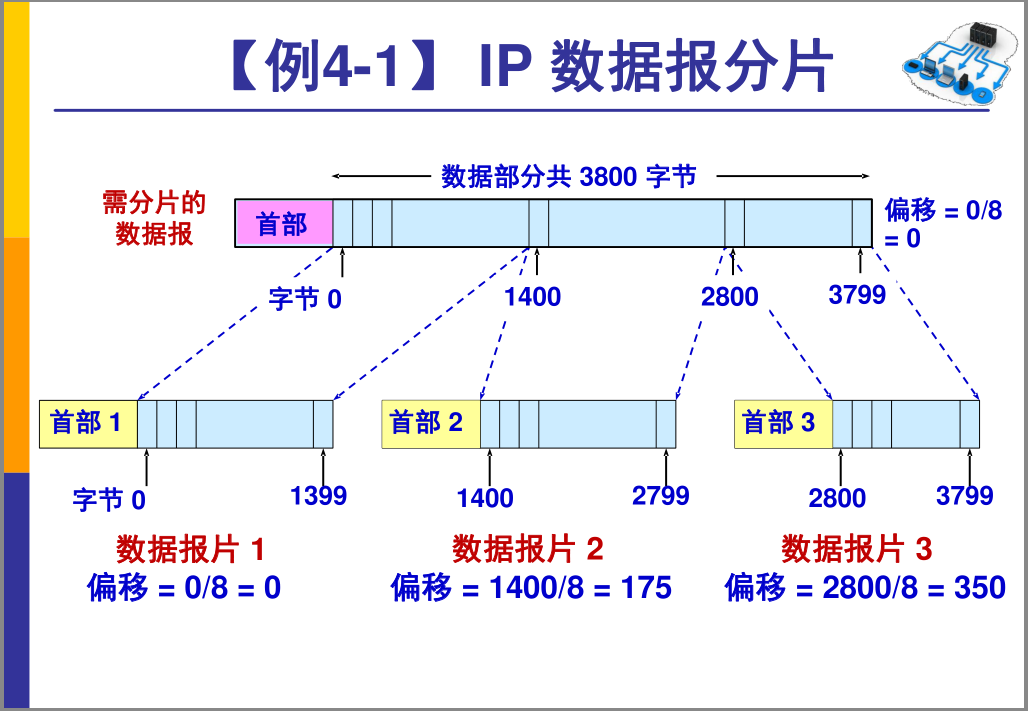 【例4-1】 IP 数据报分片
数据部分共 3800 字节
需分片的
数据报
首部
偏移 = 0/8
= 0
字节 0
1400
2800
3799
首部 1
首部 2
首部 3
字节 0
1399
1400
2799
2800
3799
数据报片 1
数据报片 2
数据报片 3
偏移 = 0/8 = 0
偏移 = 1400/8 = 175
偏移 = 2800/8 = 350